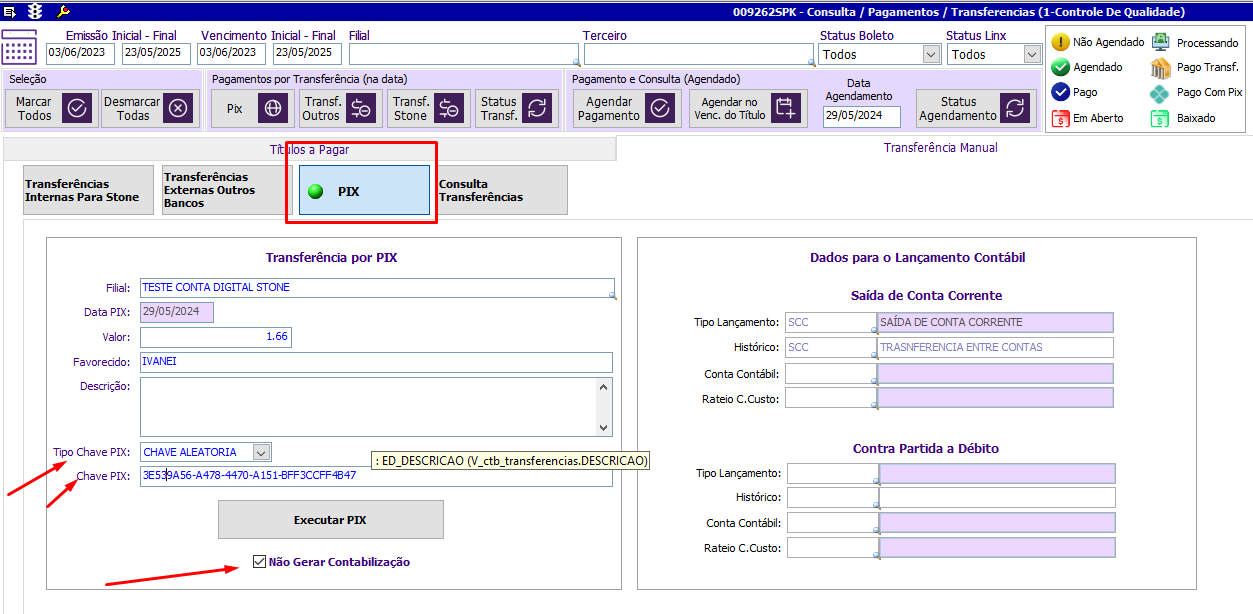 009262SPK - Consulta / Pagamentos / Transferencias (1-Controle De Qualidade)
Emissão Inicial - Final
Vencimento Inicial - Final
Filial
Terceiro
Status Boleto
Status Linx
03/06/2023
23/05/2025
03/06/2023
23/05/2025
Todos
Todos
Não Agendado
Processando
Agendado
Pago Transf.
Pago
Pago Com Pix
Em Aberto
Baixado
Seleção
Marcar
Todos
Desmarcar
Todas
Pagamentos por Transferência (na data)
Pix
Transf.
Outros
Transf.
Stone
Status
Transf.
Pagamento e Consulta (Agendado)
Agendar
Pagamento
Agendar no
Venc. do Título
Data
Agendamento
29/05/2024
Status
Agendamento
Títulos a Pagar
Transferência Manual
Transferências
Internas Para Stone
Transferências
Externas Outros
Bancos
PIX
Consulta
Transferências
Transferência por PIX
Filial: TESTE CONTA DIGITAL STONE
Data PIX: 29/05/2024
Valor: 1.66
Favorecido: IVANEI
Descrição:
Tipo Chave PIX: CHAVE ALEATORIA
: ED_DESCRICAO (V_ctb_transferencias.DESCRICAO)
Chave PIX: 3E539A56-A478-4470-A151-BFF3CCFF4B47
Executar PIX
Não Gerar Contabilização
Dados para o Lançamento Contábil
Saída de Conta Corrente
Tipo Lançamento: SCC SAÍDA DE CONTA CORRENTE
Histórico: SCC TRASNFERENCIA ENTRE CONTAS
Conta Contábil:
Rateio C.Custo:
Contra Partida a Débito
Tipo Lançamento:
Histórico:
Conta Contábil:
Rateio C.Custo: